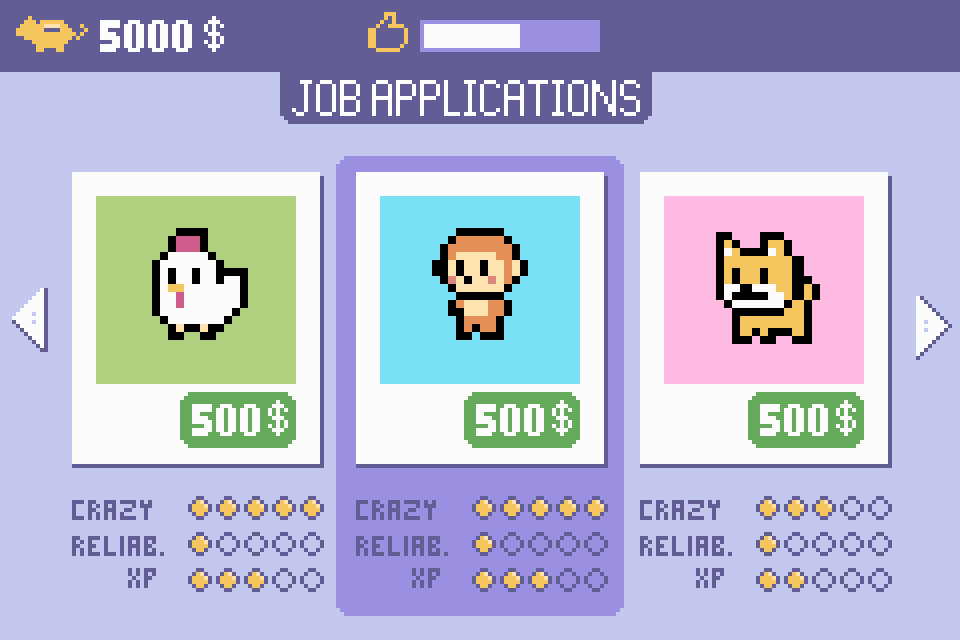 5000 $
JOB APPLICATIONS
500 $
500 $
500 $
CRAZY
RELIAB.
XP
CRAZY
RELIAB.
XP
CRAZY
RELIAB.
XP